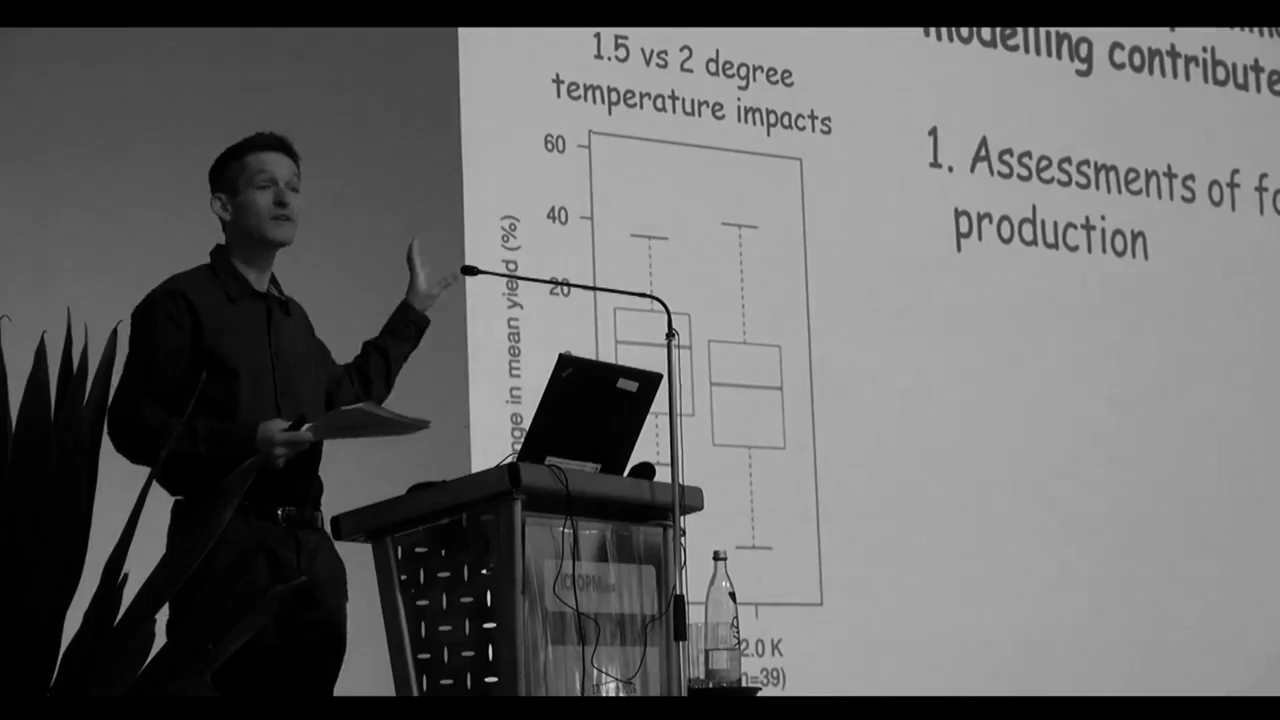 1.5 vs 2 degree
temperature impacts
60
40
20
nge in mean yield (%)
2.0 K
n=39)
modelling contribute
1. Assessments of fo
production